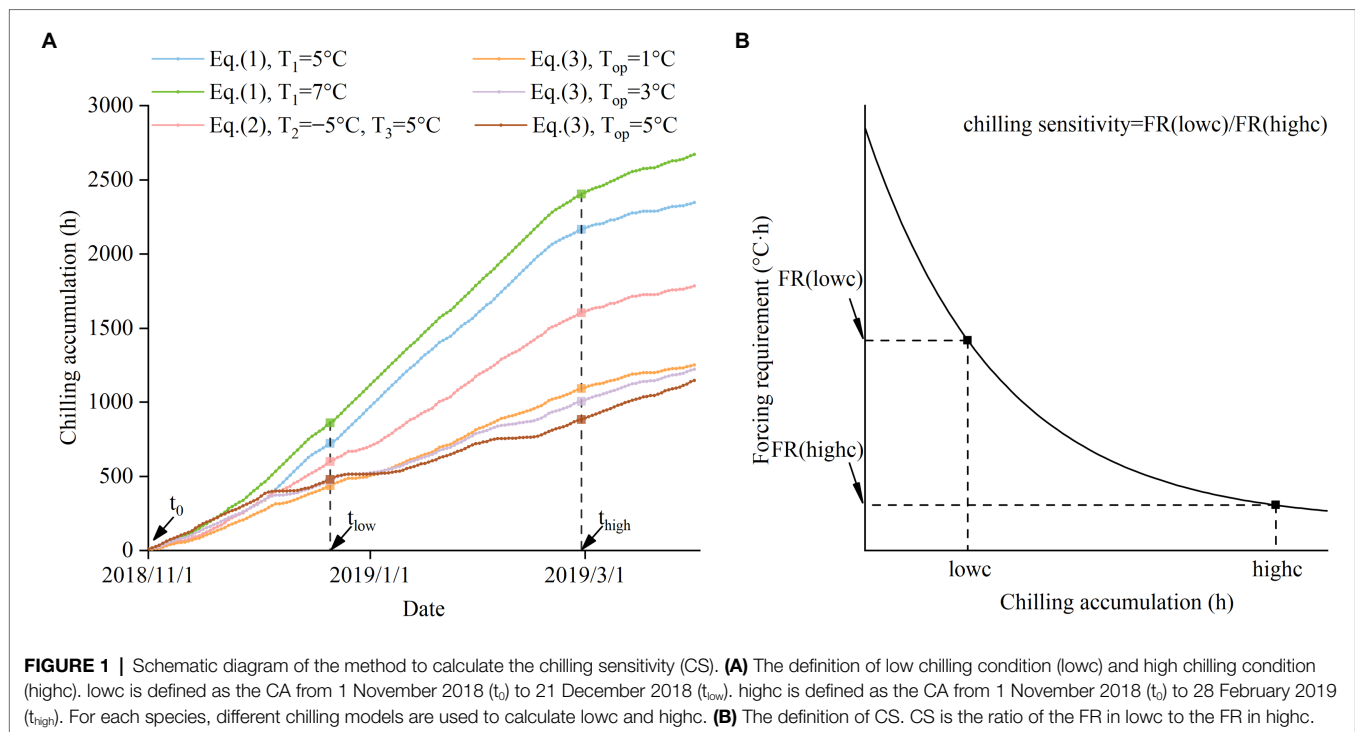 A
Eq.(1), T₁=5°C
Eq.(1), T₁=7°C
Eq.(2), T₂=−5°C, T₃=5°C
Eq.(3), Tₒₚ=1°C
Eq.(3), Tₒₚ=3°C
Eq.(3), Tₒₚ=5°C
Chilling accumulation (h)
3000
2500
2000
1500
1000
500
0
t₀
t_low
t_high
2018/11/1
2019/1/1
2019/3/1
Date
B
chilling sensitivity=FR(lowc)/FR(highc)
Forcing requirement (°C·h)
FR(lowc)
FR(highc)
lowc
highc
Chilling accumulation (h)
FIGURE 1 | Schematic diagram of the method to calculate the chilling sensitivity (CS). (A) The definition of low chilling condition (lowc) and high chilling condition
(highc). lowc is defined as the CA from 1 November 2018 (t₀) to 21 December 2018 (t_low). highc is defined as the CA from 1 November 2018 (t₀) to 28 February 2019
(t_high). For each species, different chilling models are used to calculate lowc and highc. (B) The definition of CS. CS is the ratio of the FR in lowc to the FR in highc.